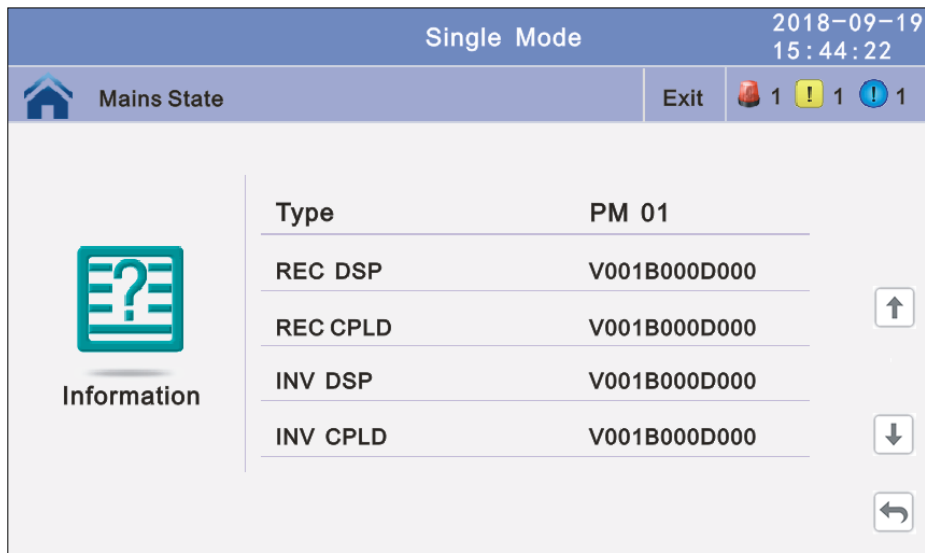 Single Mode
2018-09-19
15:44:22
Mains State
Exit
1
! 1
! 1
Type PM 01
REC DSP V001B000D000
REC CPLD V001B000D000
INV DSP V001B000D000
INV CPLD V001B000D000
?
Information